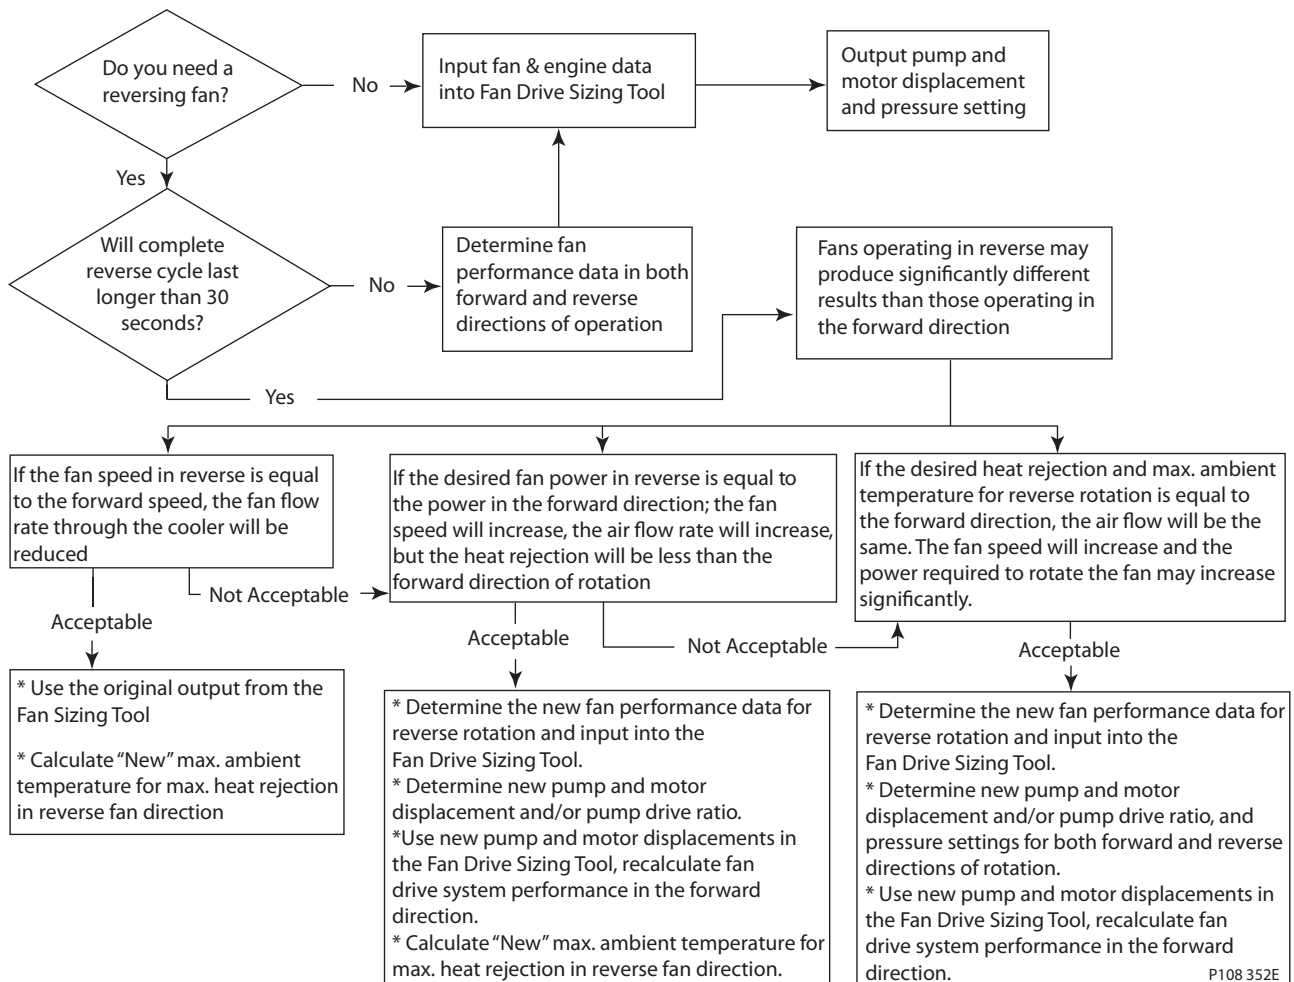 Do you need a
reversing fan?
No
Input fan & engine data
into Fan Drive Sizing Tool
Output pump and
motor displacement
and pressure setting
Yes
Will complete
reverse cycle last
longer than 30
seconds?
No
Determine fan
performance data in both
forward and reverse
directions of operation
Fans operating in reverse may
produce significantly different
results than those operating in
the forward direction
Yes
If the fan speed in reverse is equal
to the forward speed, the fan flow
rate through the cooler will be
reduced
Not Acceptable
Acceptable
If the desired fan power in reverse is equal to
the power in the forward direction; the fan
speed will increase, the air flow rate will increase,
but the heat rejection will be less than the
forward direction of rotation
Acceptable
Not Acceptable
If the desired heat rejection and max. ambient
temperature for reverse rotation is equal to
the forward direction, the air flow will be the
same. The fan speed will increase and the
power required to rotate the fan may increase
significantly.
Acceptable
* Use the original output from the
Fan Sizing Tool
* Calculate “New” max. ambient
temperature for max. heat rejection
in reverse fan direction
* Determine the new fan performance data for
reverse rotation and input into the
Fan Drive Sizing Tool.
* Determine new pump and motor
displacement and/or pump drive ratio.
*Use new pump and motor displacements in
the Fan Drive Sizing Tool, recalculate fan
drive system performance in the forward
direction.
* Calculate “New” max. ambient temperature for
max. heat rejection in reverse fan direction.
* Determine the new fan performance data for
reverse rotation and input into the
Fan Drive Sizing Tool.
* Determine new pump and motor
displacement and/or pump drive ratio, and
pressure settings for both forward and reverse
directions of rotation.
* Use new pump and motor displacements in
the Fan Drive Sizing Tool, recalculate fan
drive system performance in the forward
direction.
P108 352E